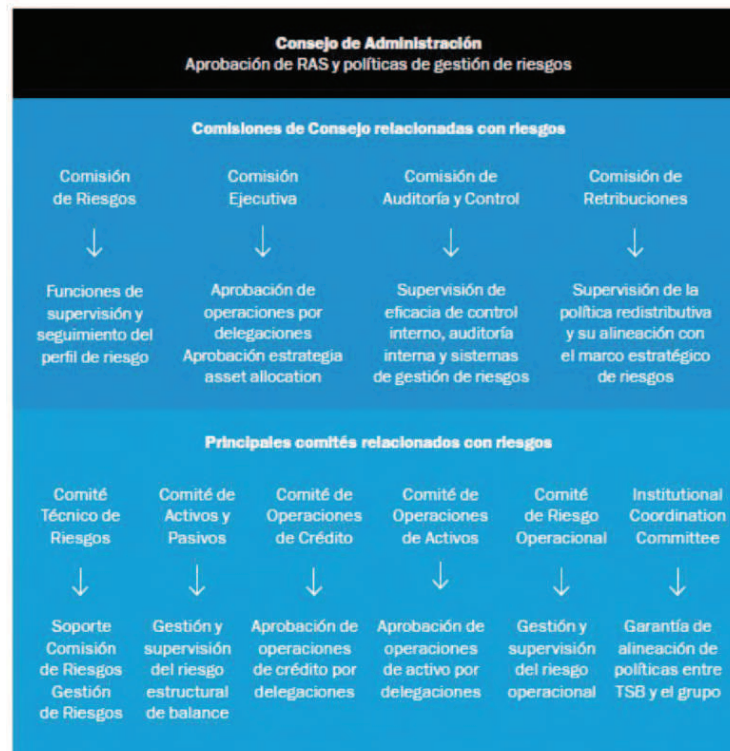 Consejo de Administración
Aprobación de RAS y políticas de gestión de riesgos
Comisiones de Consejo relacionadas con riesgos
Comisión
de Riesgos
Funciones de
supervisión y
seguimiento del
perfil de riesgo
Comisión
Ejecutiva
Aprobación de
operaciones por
delegaciones
Aprobación estrategia
asset allocation
Comisión de
Auditoría y Control
Supervisión de
eficacia de control
interno, auditoría
interna y sistemas
de gestión de riesgos
Comisión de
Retribuciones
Supervisión de la
política redistributiva
y su alineación con
el marco estratégico
de riesgos
Principales comités relacionados con riesgos
Comité
Técnico de
Riesgos
Soporte
Comisión
de Riesgos
Gestión
de Riesgos
Comité de
Activos y
Pasivos
Gestión y
supervisión
del riesgo
estructural
de balance
Comité de
Operaciones
de Crédito
Aprobación de
operaciones
de crédito por
delegaciones
Comité de
Operaciones
de Activos
Aprobación de
operaciones
de activo por
delegaciones
Comité
de Riesgo
Operacional
Gestión y
supervisión
del riesgo
operacional
Institutional
Coordination
Committee
Garantía de
alineación de
políticas entre
TSB y el grupo